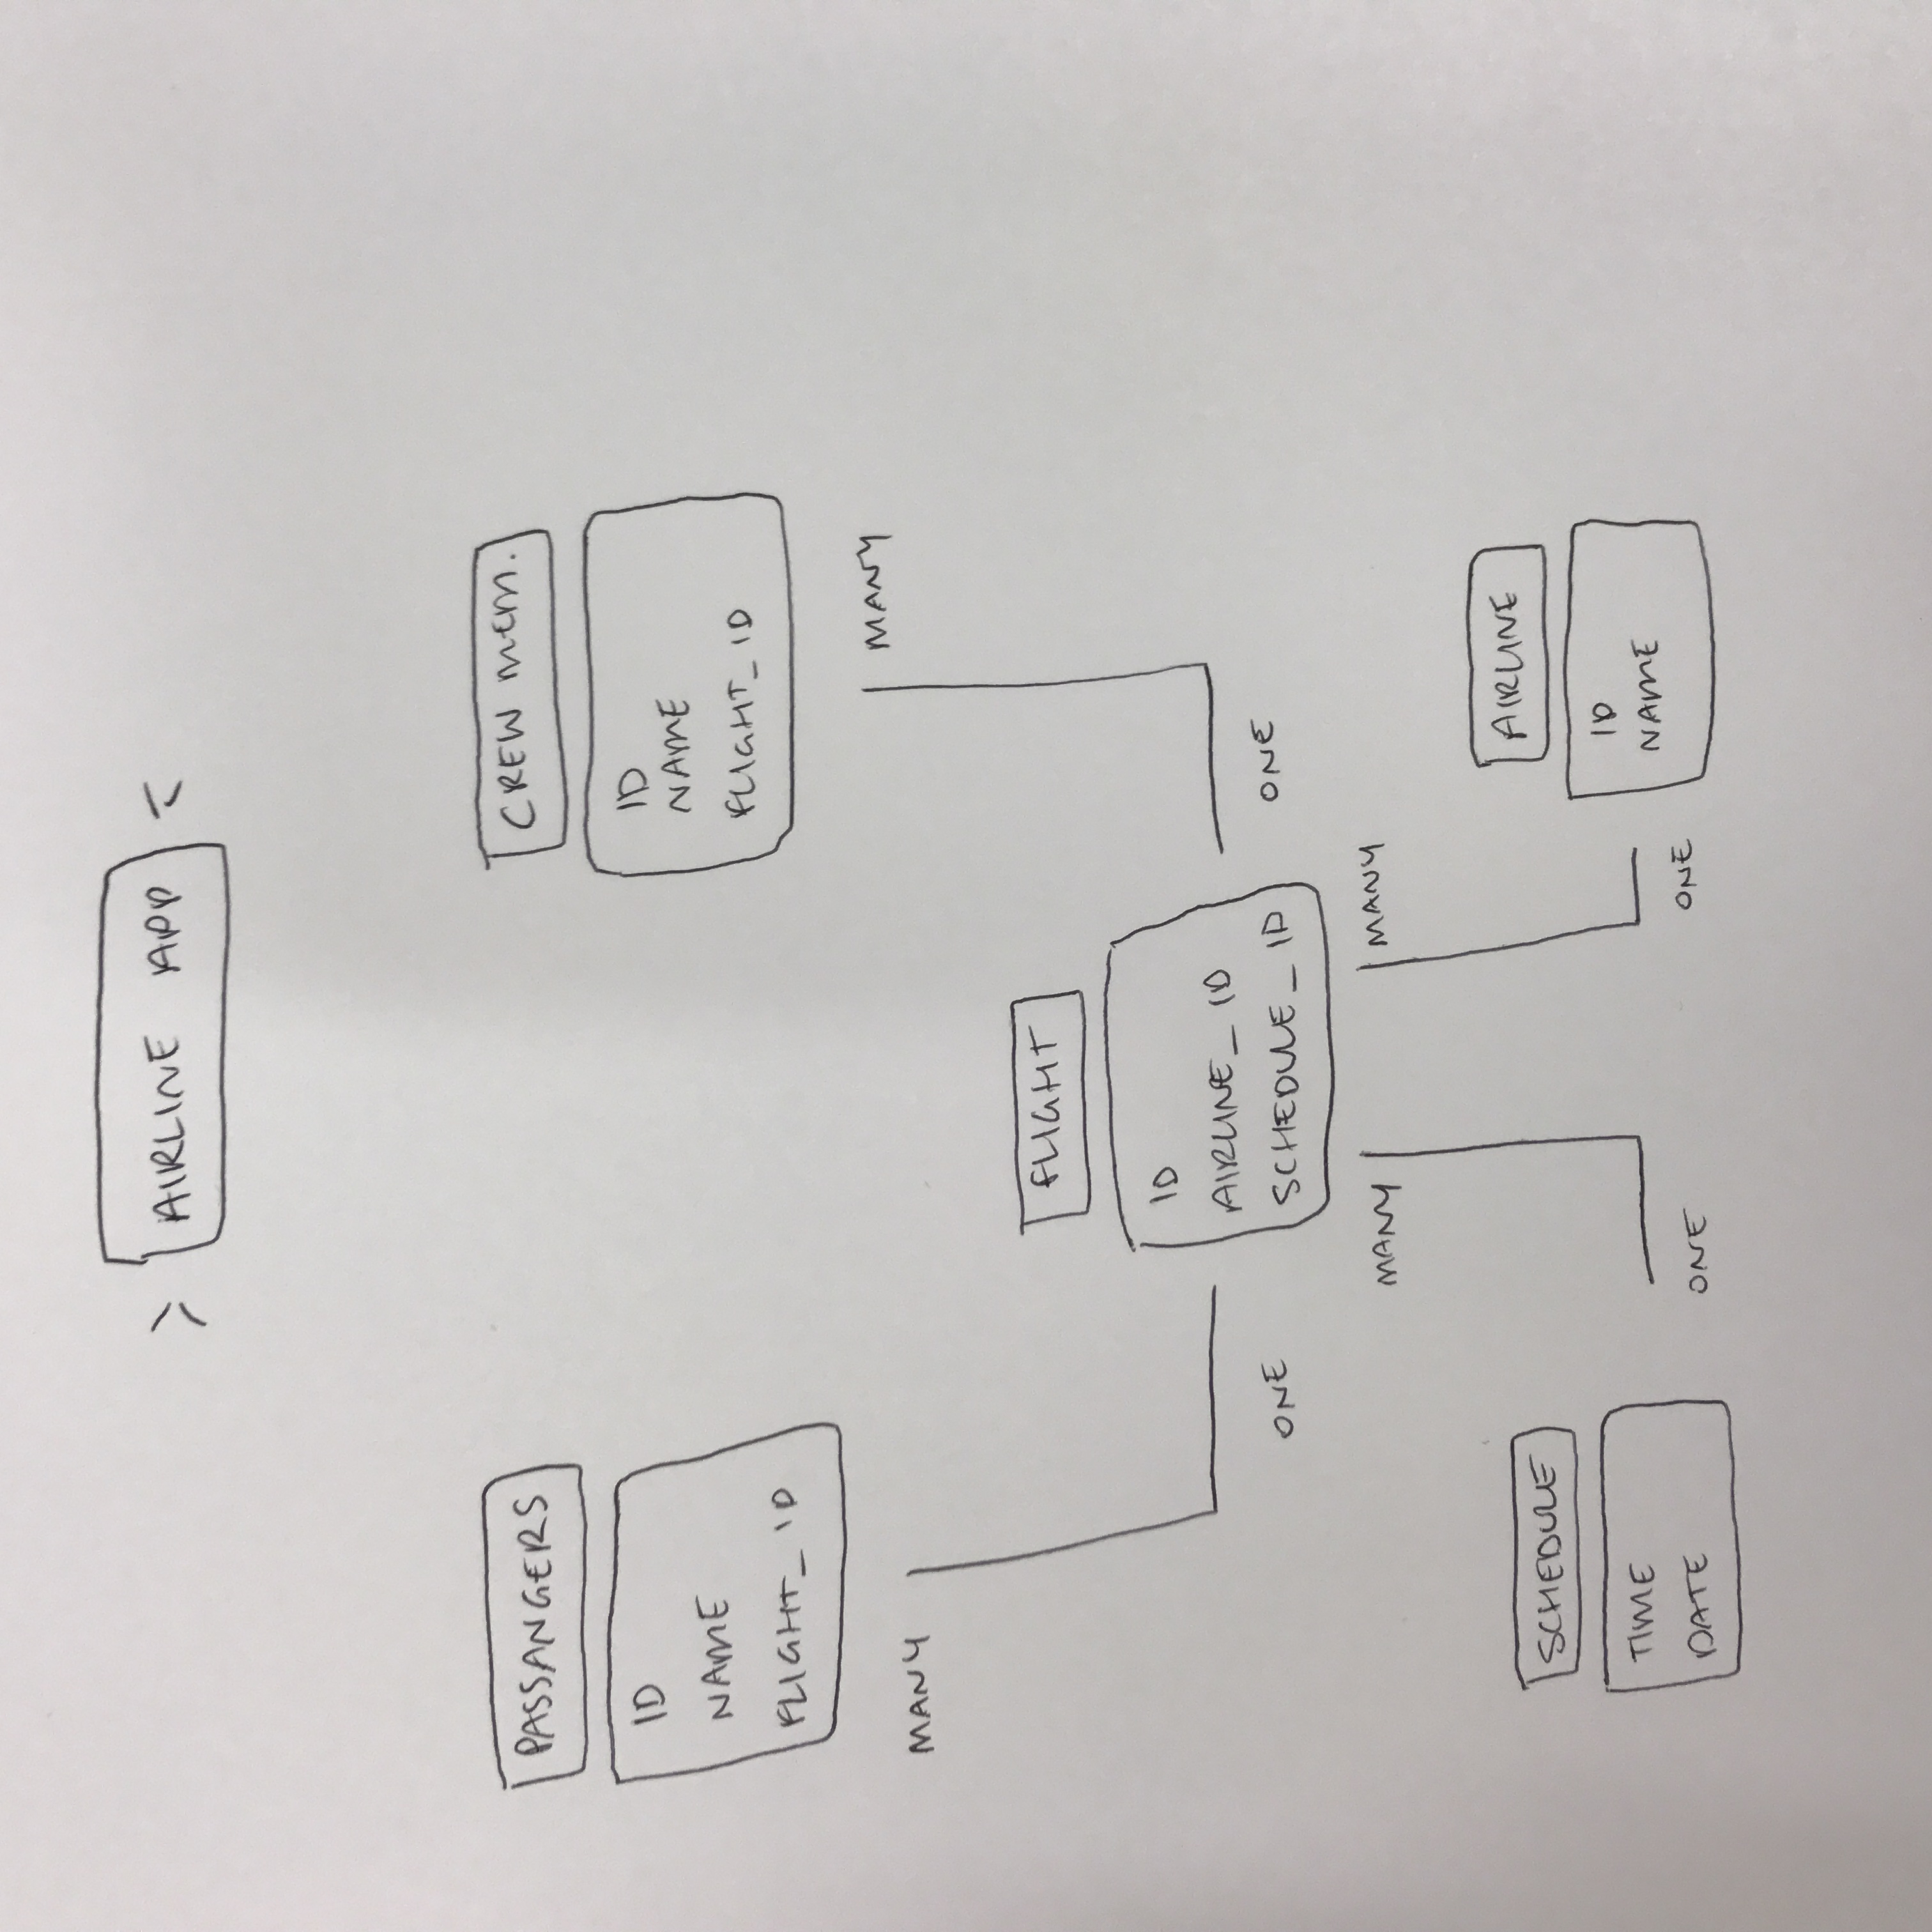 AIRLINE APP
PASSANGERS
ID
NAME
FLIGHT_ID
MANY
ONE
CREW MEM.
ID
NAME
FLIGHT_ID
MANY
ONE
FLIGHT
ID
AIRLINE_ID
SCHEDULE_ID
MANY
MANY
SCHEDULE
TIME
DATE
ONE
AIRLINE
ID
NAME
ONE